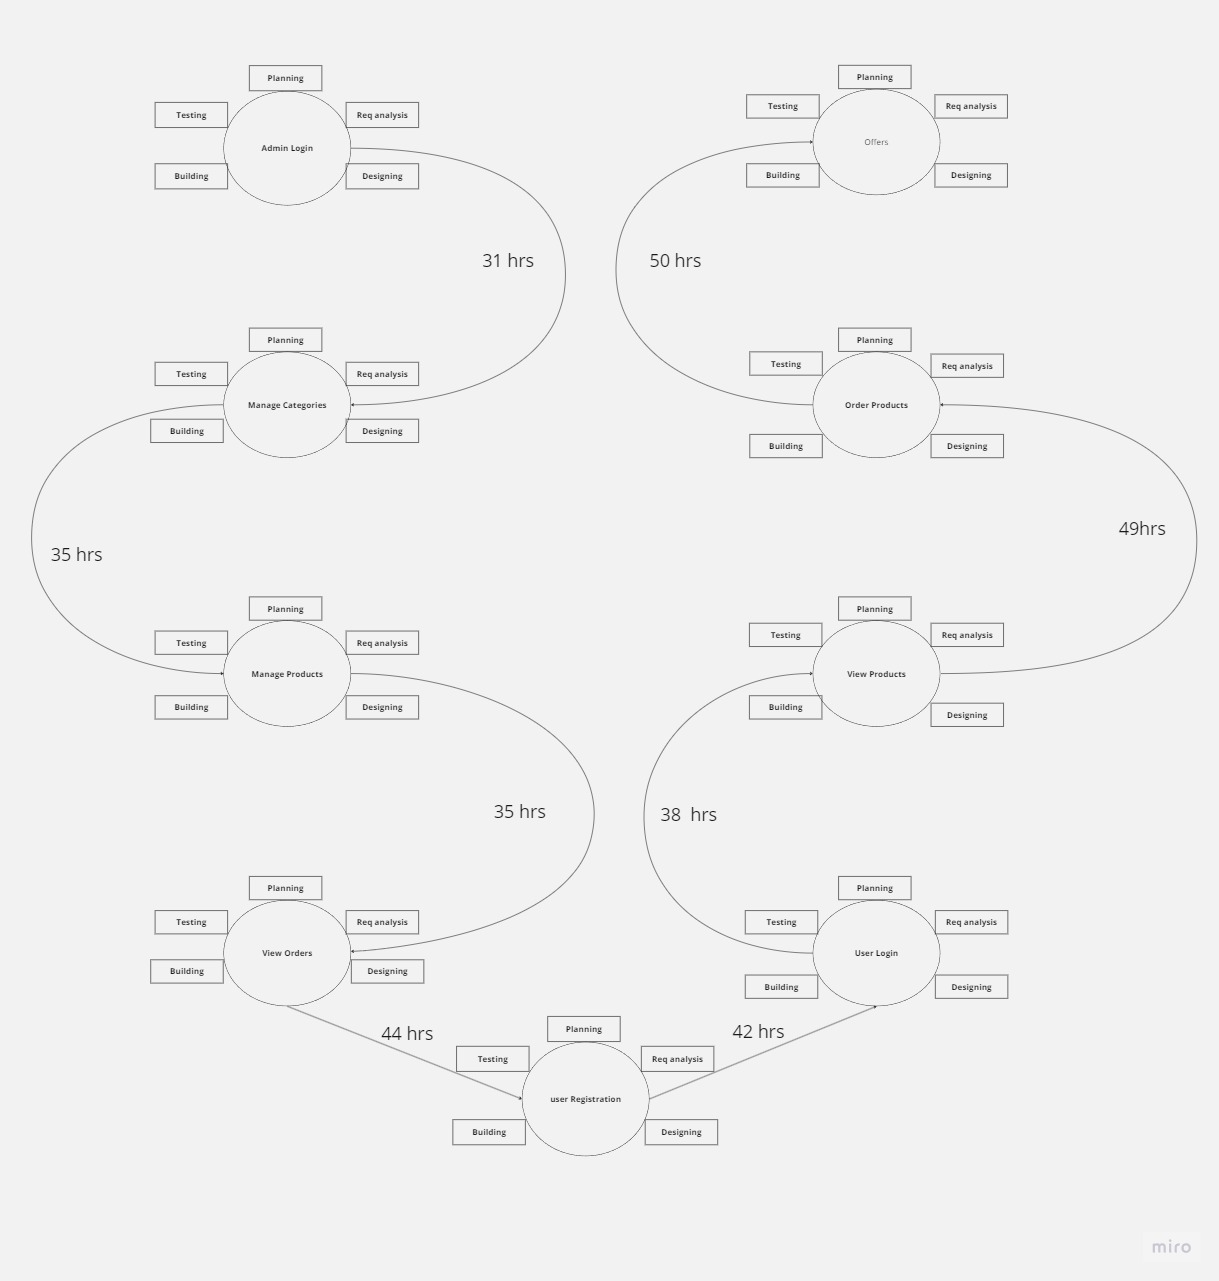 Planning
Testing
Req analysis
Admin Login
Building
Designing
31 hrs
Planning
Testing
Req analysis
Manage Categories
Building
Designing
35 hrs
Planning
Testing
Req analysis
Manage Products
Building
Designing
35 hrs
Planning
Testing
Req analysis
View Orders
Building
Designing
44 hrs
Planning
Testing
Req analysis
user Registration
Building
Designing
42 hrs
Planning
Testing
Req analysis
User Login
Building
Designing
38  hrs
Planning
Testing
Req analysis
View Products
Building
Designing
49hrs
Planning
Testing
Req analysis
Order Products
Building
Designing
50 hrs
Planning
Testing
Req analysis
Offers
Building
Designing
miro